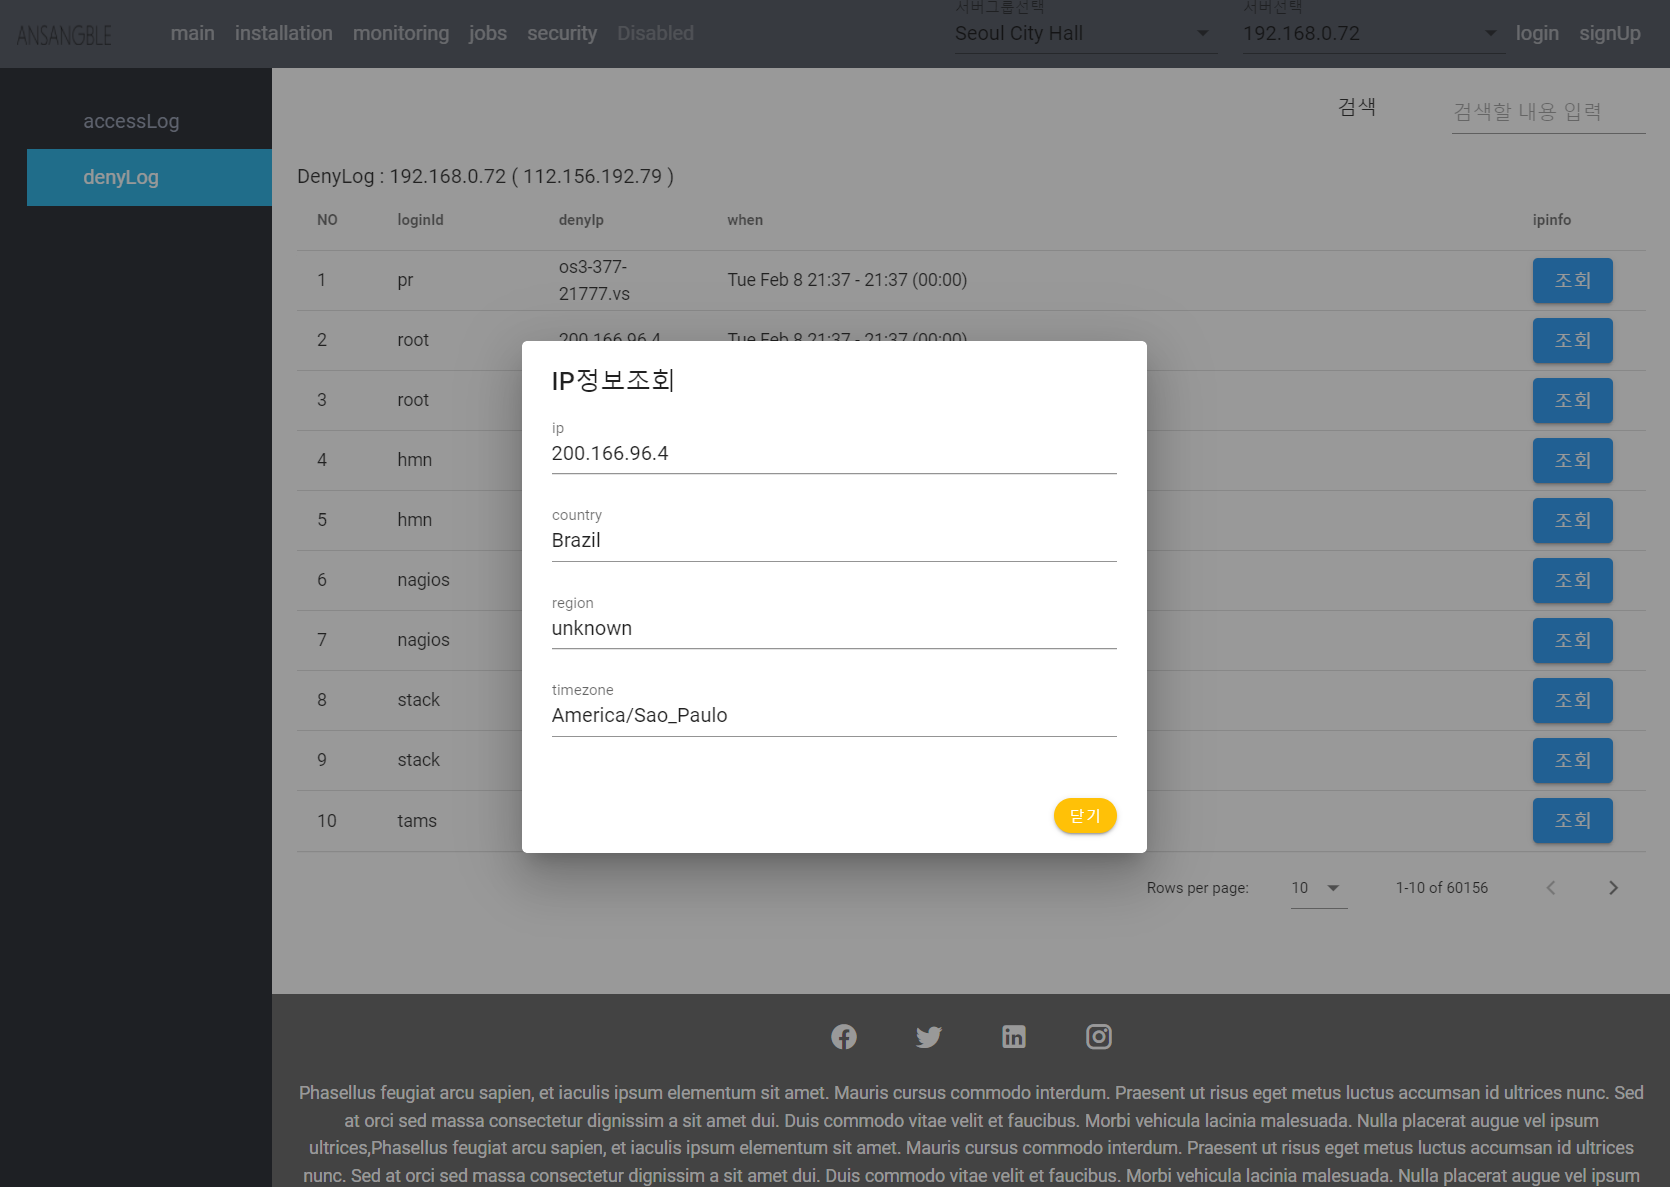 ANSANGBLE
main installation monitoring jobs security Disabled
서버그룹선택
Seoul City Hall
서버선택
192.168.0.72
login signUp
accessLog
denyLog
검색
검색할 내용 입력
DenyLog : 192.168.0.72 ( 112.156.192.79 )
NO loginId denyIp when ipinfo
1 pr os3-377-21777.vs Tue Feb 8 21:37 - 21:37 (00:00) 조회
2 root 200.166.96.4 Tue Feb 8 21:37 - 21:37 (00:00) 조회
3 root 조회
4 hmn 조회
5 hmn 조회
6 nagios 조회
7 nagios 조회
8 stack 조회
9 stack 조회
10 tams 조회
IP정보조회
ip
200.166.96.4
country
Brazil
region
unknown
timezone
America/Sao_Paulo
닫기
Rows per page: 10 1-10 of 60156
Phasellus feugiat arcu sapien, et iaculis ipsum elementum sit amet. Mauris cursus commodo interdum. Praesent ut risus eget metus luctus accumsan id ultrices nunc. Sed
at orci sed massa consectetur dignissim a sit amet dui. Duis commodo vitae velit et faucibus. Morbi vehicula lacinia malesuada. Nulla placerat augue vel ipsum
ultrices,Phasellus feugiat arcu sapien, et iaculis ipsum elementum sit amet. Mauris cursus commodo interdum. Praesent ut risus eget metus luctus accumsan id ultrices
nunc. Sed at orci sed massa consectetur dignissim a sit amet dui. Duis commodo vitae velit et faucibus. Morbi vehicula lacinia malesuada. Nulla placerat augue vel ipsum